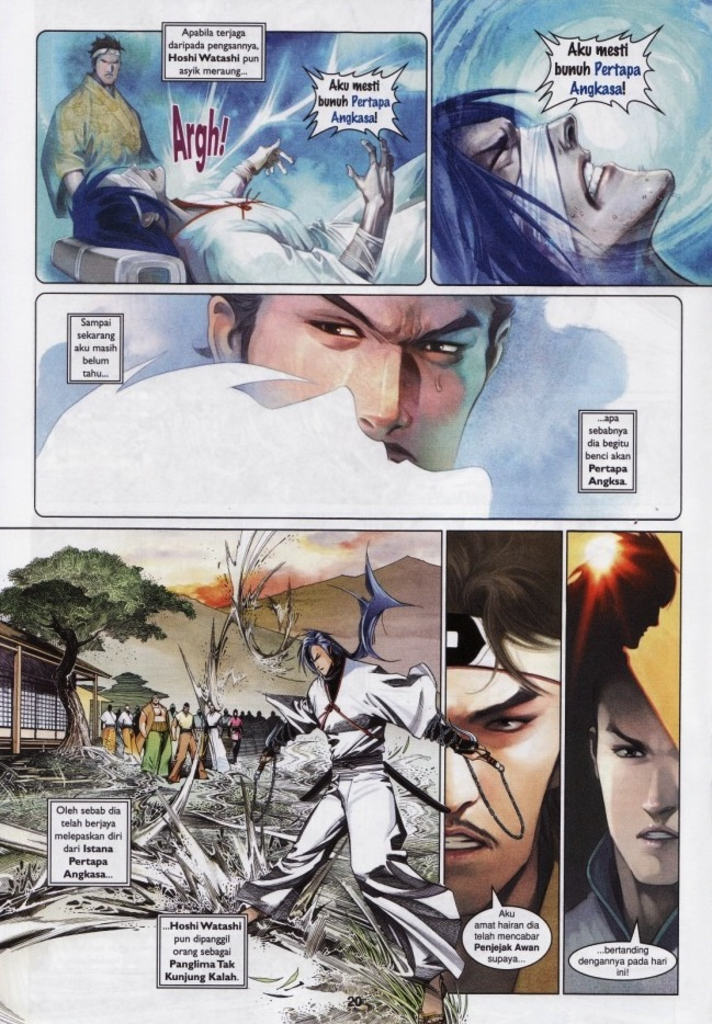 Apabila terjaga
daripada pengsannya,
Hoshi Watashi pun
asyik meraung...
Argh!
Aku mesti
bunuh Pertapa
Angkasa!
Aku mesti
bunuh Pertapa
Angkasa!
Sampai
sekarang
aku masih
belum
tahu...
...apa
sebabnya
dia begitu
benci akan
Pertapa
Angksa.
Oleh sebab dia
telah berjaya
melepaskan diri
dari Istana
Pertapa
Angkasa...
...Hoshi Watashi
pun dipanggil
orang sebagai
Panglima Tak
Kunjung Kalah.
Aku
amat hairan dia
telah mencabar
Penjejak Awan
supaya...
...bertanding
dengannya pada hari
ini!
20